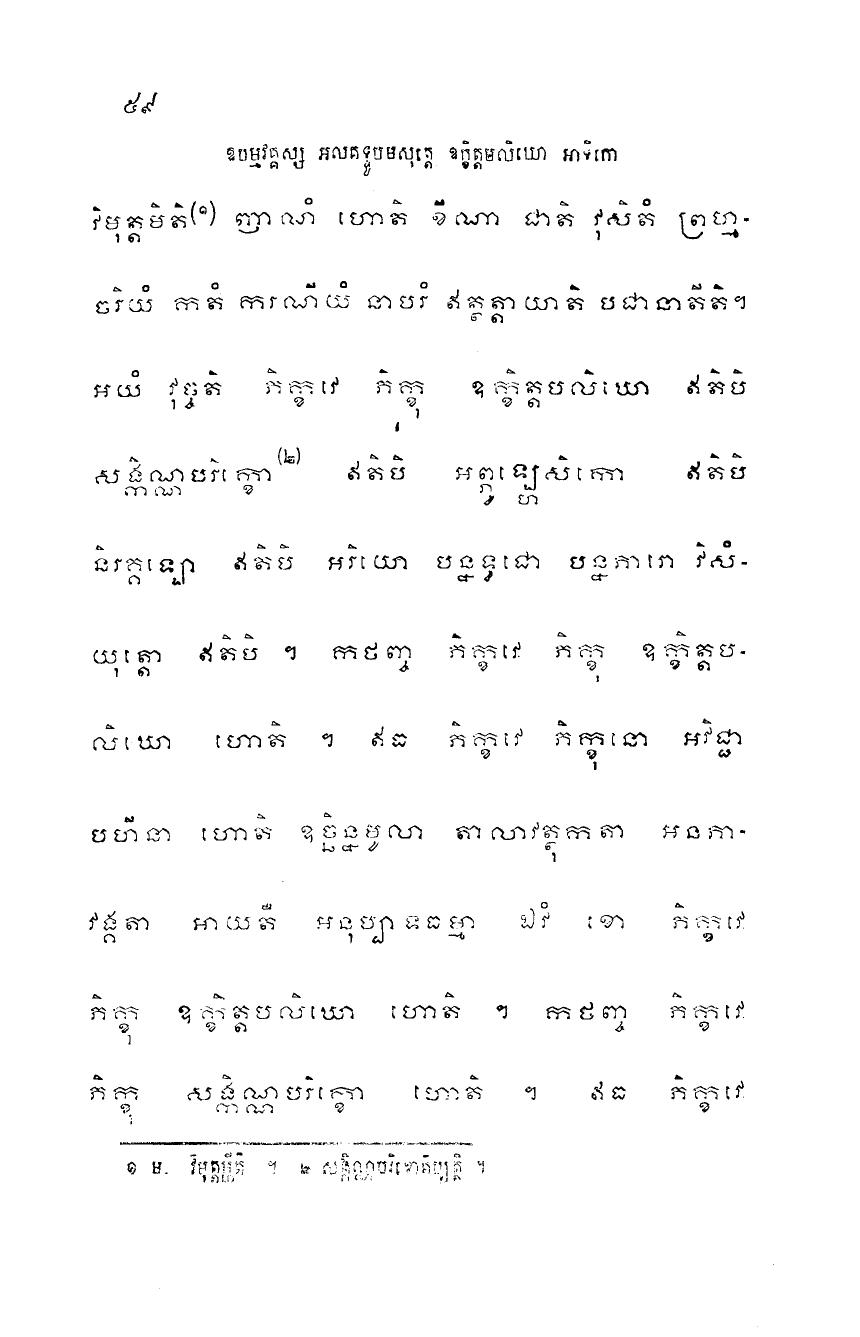 ៥៩
ឧបម្មវគ្គស្ស អលគទ្ទូបមសុត្តេ ឧក្ខិត្តមលិឃោ អាទិកោ
វិមុត្តមិតិ(១) ញាណំ ហោតិ ខីណា ជាតិ វុសិតំ ព្រហ្ម-
ចរិយំ កតំ ករណីយំ នាបរំ ឥត្ថត្តាយាតិ បជានាតីតិ។
អយំ វុច្ចតិ ភិក្ខវេ ភិក្ខុ ឧក្ខិត្តបលិឃោ ឥតិបិ
សង្កិណ្ណបរិក្ខោ(២) ឥតិបិ អព្ភូឡ្ហេសិកោ ឥតិបិ
និរគ្គឡោ ឥតិបិ អរិយោ បន្នទ្ធជោ បន្នភារោ វិសំ-
យុត្តោ ឥតិបិ ។ កថញ្ច ភិក្ខវេ ភិក្ខុ ឧក្ខិត្តប-
លិឃោ ហោតិ ។ ឥធ ភិក្ខវេ ភិក្ខុនោ អវិជ្ជា
បហីនា ហោតិ ឧច្ឆិន្នមូលា តាលាវត្ថុកតា អនភា-
វង្គតា អាយតឹ អនុប្បាទធម្មា ឯវំ ខោ ភិក្ខវេ
ភិក្ខុ ឧក្ខិត្តបលិឃោ ហោតិ ។ កថញ្ច ភិក្ខវេ
ភិក្ខុ សង្កិណ្ណបរិក្ខោ ហោតិ ។ ឥធ ភិក្ខវេ
១ ម. វិមុត្តម្ហីតិ ។ ២ សង្កិណ្ណបរិខោតិប្បត្តិ ។